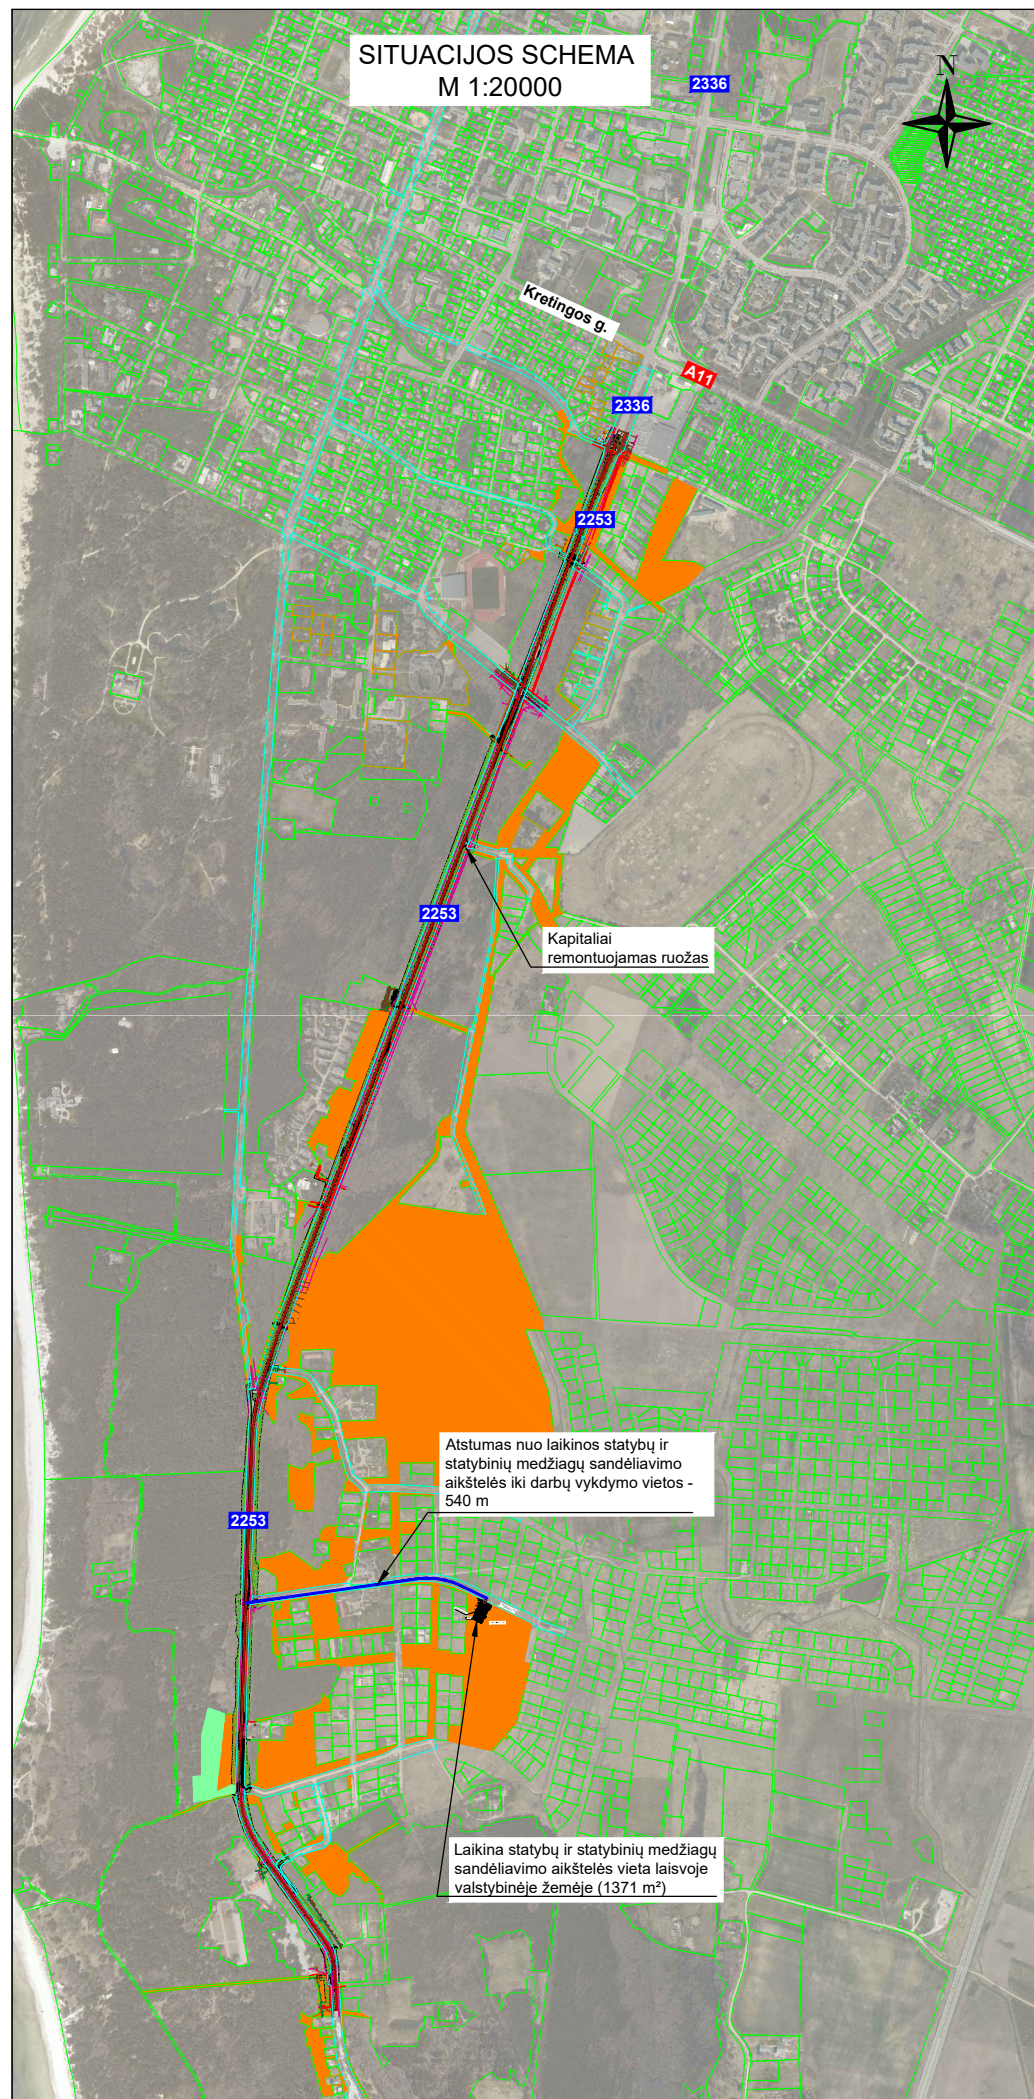 SITUACIJOS SCHEMA
M 1:20000
2336
N
Kretingos g.
A11
2336
2253
2253
Kapitaliai
remontuojamas ruožas
Atstumas nuo laikinos statybų ir
statybinių medžiagų sandėliavimo
aikštelės iki darbų vykdymo vietos -
540 m
2253
Laikina statybų ir statybinių medžiagų
sandėliavimo aikštelės vieta laisvoje
valstybinėje žemėje (1371 m²)